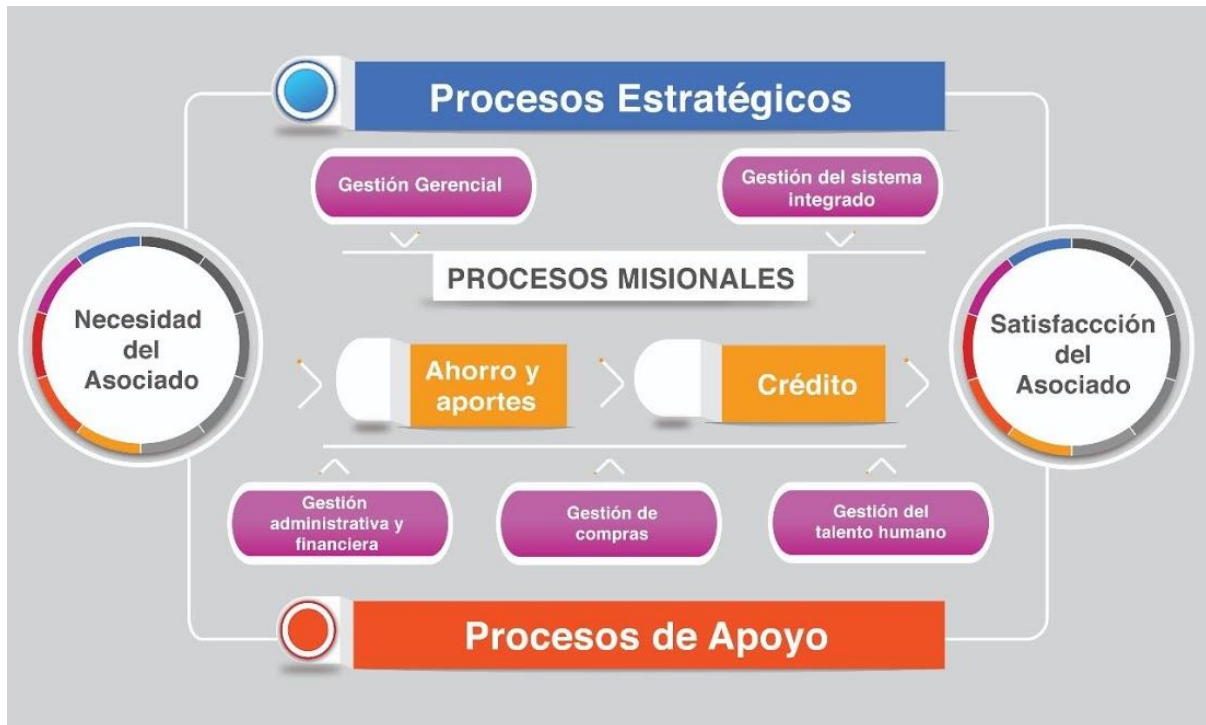 Procesos Estratégicos
Gestión Gerencial
Gestión del sistema
integrado
PROCESOS MISIONALES
Necesidad
del
Asociado
Ahorro y
aportes
Crédito
Satisfaccción
del
Asociado
Gestión
administrativa y
financiera
Gestión de
compras
Gestión del
talento humano
Procesos de Apoyo